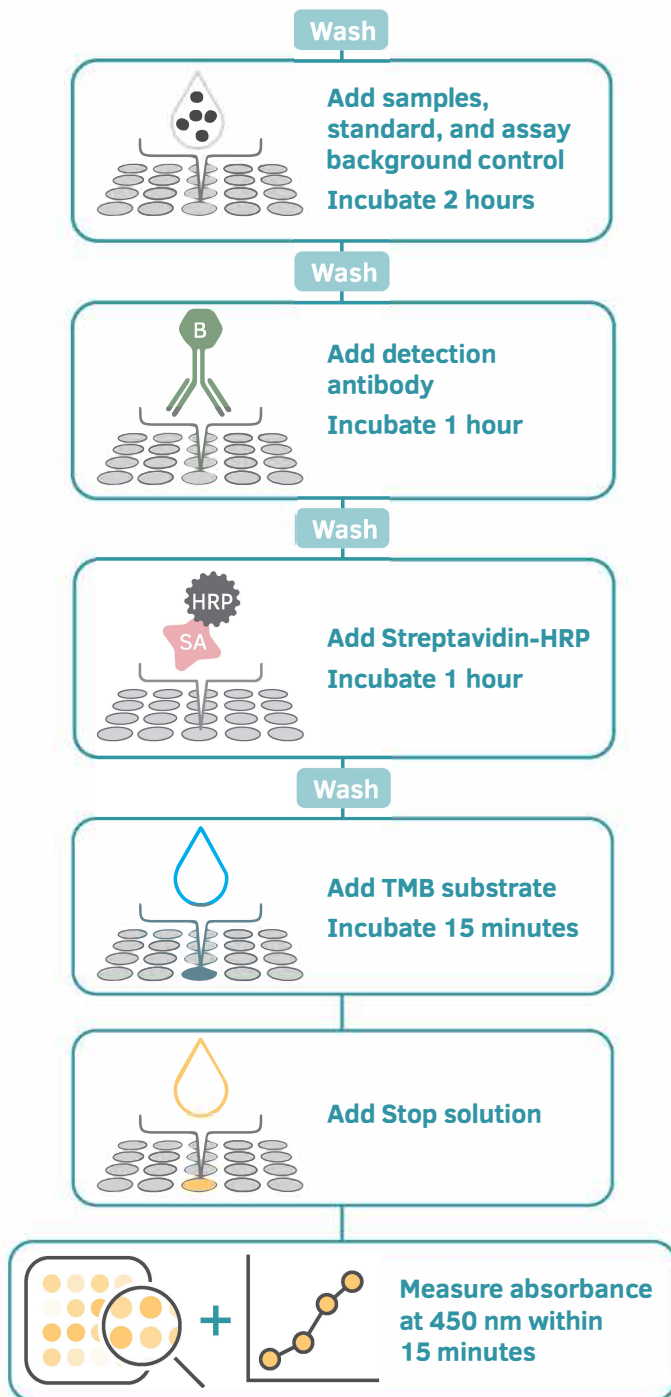 Wash
Add samples,
standard, and assay
background control
Incubate 2 hours
Wash
B
Add detection
antibody
Incubate 1 hour
Wash
HRP
SA
Add Streptavidin-HRP
Incubate 1 hour
Wash
Add TMB substrate
Incubate 15 minutes
Add Stop solution
+
Measure absorbance
at 450 nm within
15 minutes